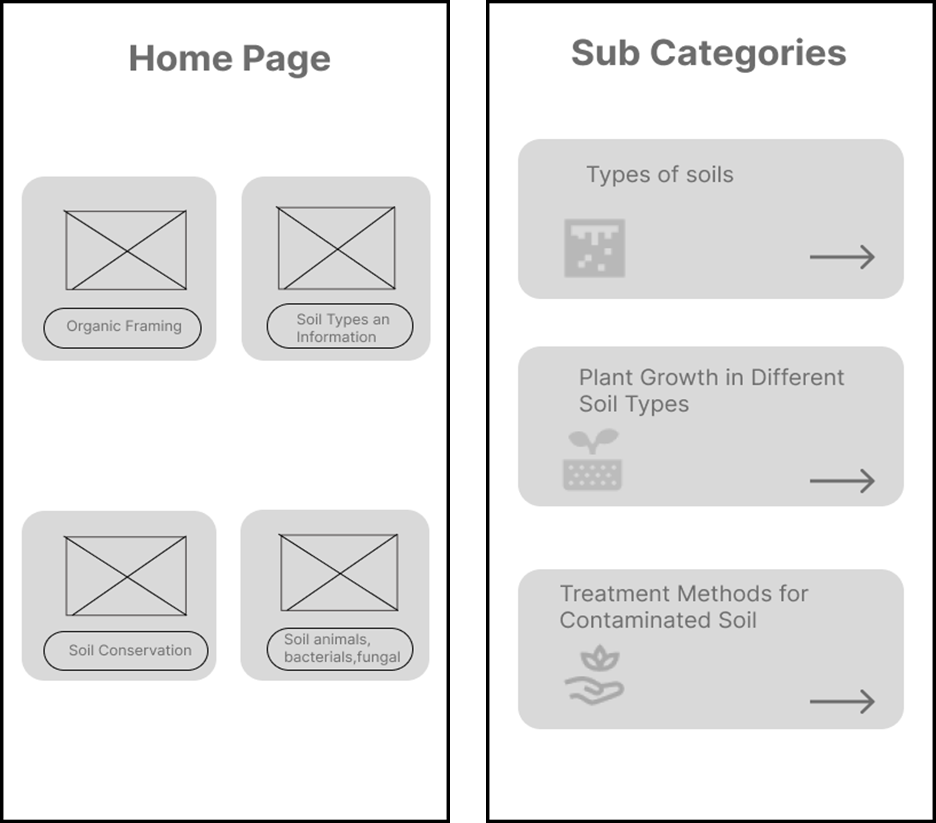 Home Page
Organic Framing
Soil Types an
Information
Soil Conservation
Soil animals,
bacterials,fungal
Sub Categories
Types of soils
Plant Growth in Different
Soil Types
Treatment Methods for
Contaminated Soil